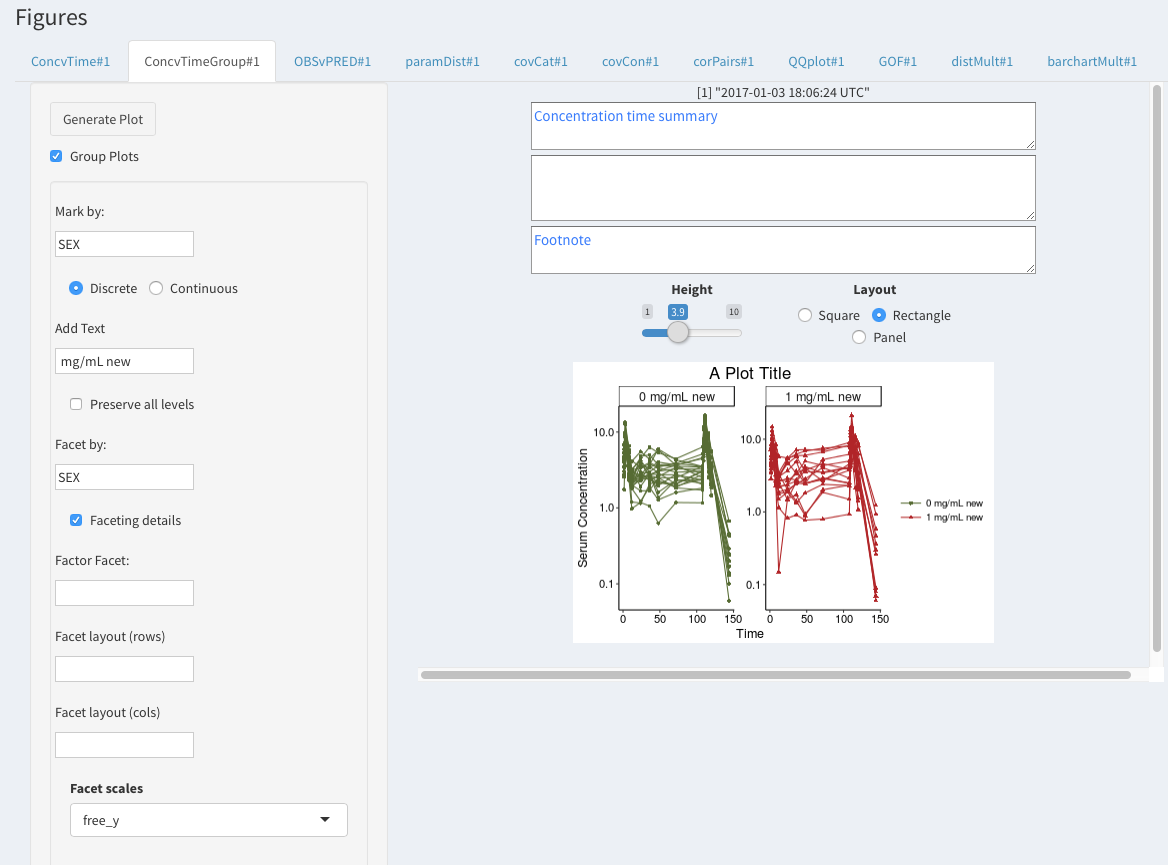 Figures
ConcvTime#1 ConcvTimeGroup#1 OBSvPRED#1 paramDist#1 covCat#1 covCon#1 corPairs#1 QQplot#1 GOF#1 distMult#1 barchartMult#1
Generate Plot
Group Plots
Mark by:
SEX
Discrete Continuous
Add Text
mg/mL new
Preserve all levels
Facet by:
SEX
Faceting details
Factor Facet:
Facet layout (rows)
Facet layout (cols)
Facet scales
free_y
[1] "2017-01-03 18:06:24 UTC"
Concentration time summary
Footnote
Height
1 3.9 10
Layout
Square Rectangle
Panel
A Plot Title
0 mg/mL new 1 mg/mL new
Serum Concentration
10.0
1.0
0.1
10.0
1.0
0.1
0 50 100 150 0 50 100 150
Time
0 mg/mL new
1 mg/mL new